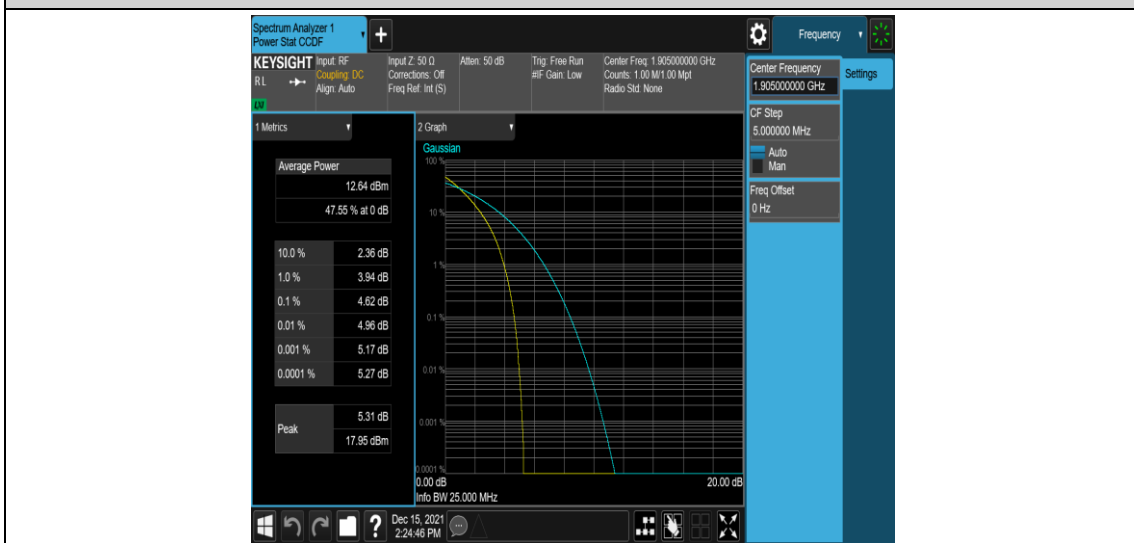 Spectrum Analyzer 1
Power Stat CCDF
+
Frequency
KEYSIGHT
RL
LXI
Input: RF
Coupling: DC
Align: Auto
Input Z: 50 Ω
Corrections: Off
Freq Ref: Int (S)
Atten: 50 dB
Trig: Free Run
#IF Gain: Low
Center Freq: 1.905000000 GHz
Counts: 1.00 M/1.00 Mpt
Radio Std: None
Center Frequency
1.905000000 GHz
Settings
CF Step
5.000000 MHz
Auto
Man
Freq Offset
0 Hz
1 Metrics
Average Power
12.64 dBm
47.55 % at 0 dB
10.0 % 2.36 dB
1.0 % 3.94 dB
0.1 % 4.62 dB
0.01 % 4.96 dB
0.001 % 5.17 dB
0.0001 % 5.27 dB
Peak
5.31 dB
17.95 dBm
2 Graph
Gaussian
100 %
10 %
1 %
0.1 %
0.01 %
0.001 %
0.0001 %
0.00 dB
20.00 dB
Info BW 25.000 MHz
?
Dec 15, 2021
2:24:46 PM